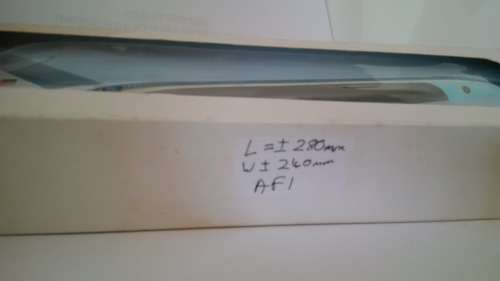 L = ± 280mm
W ± 240mm
AF1